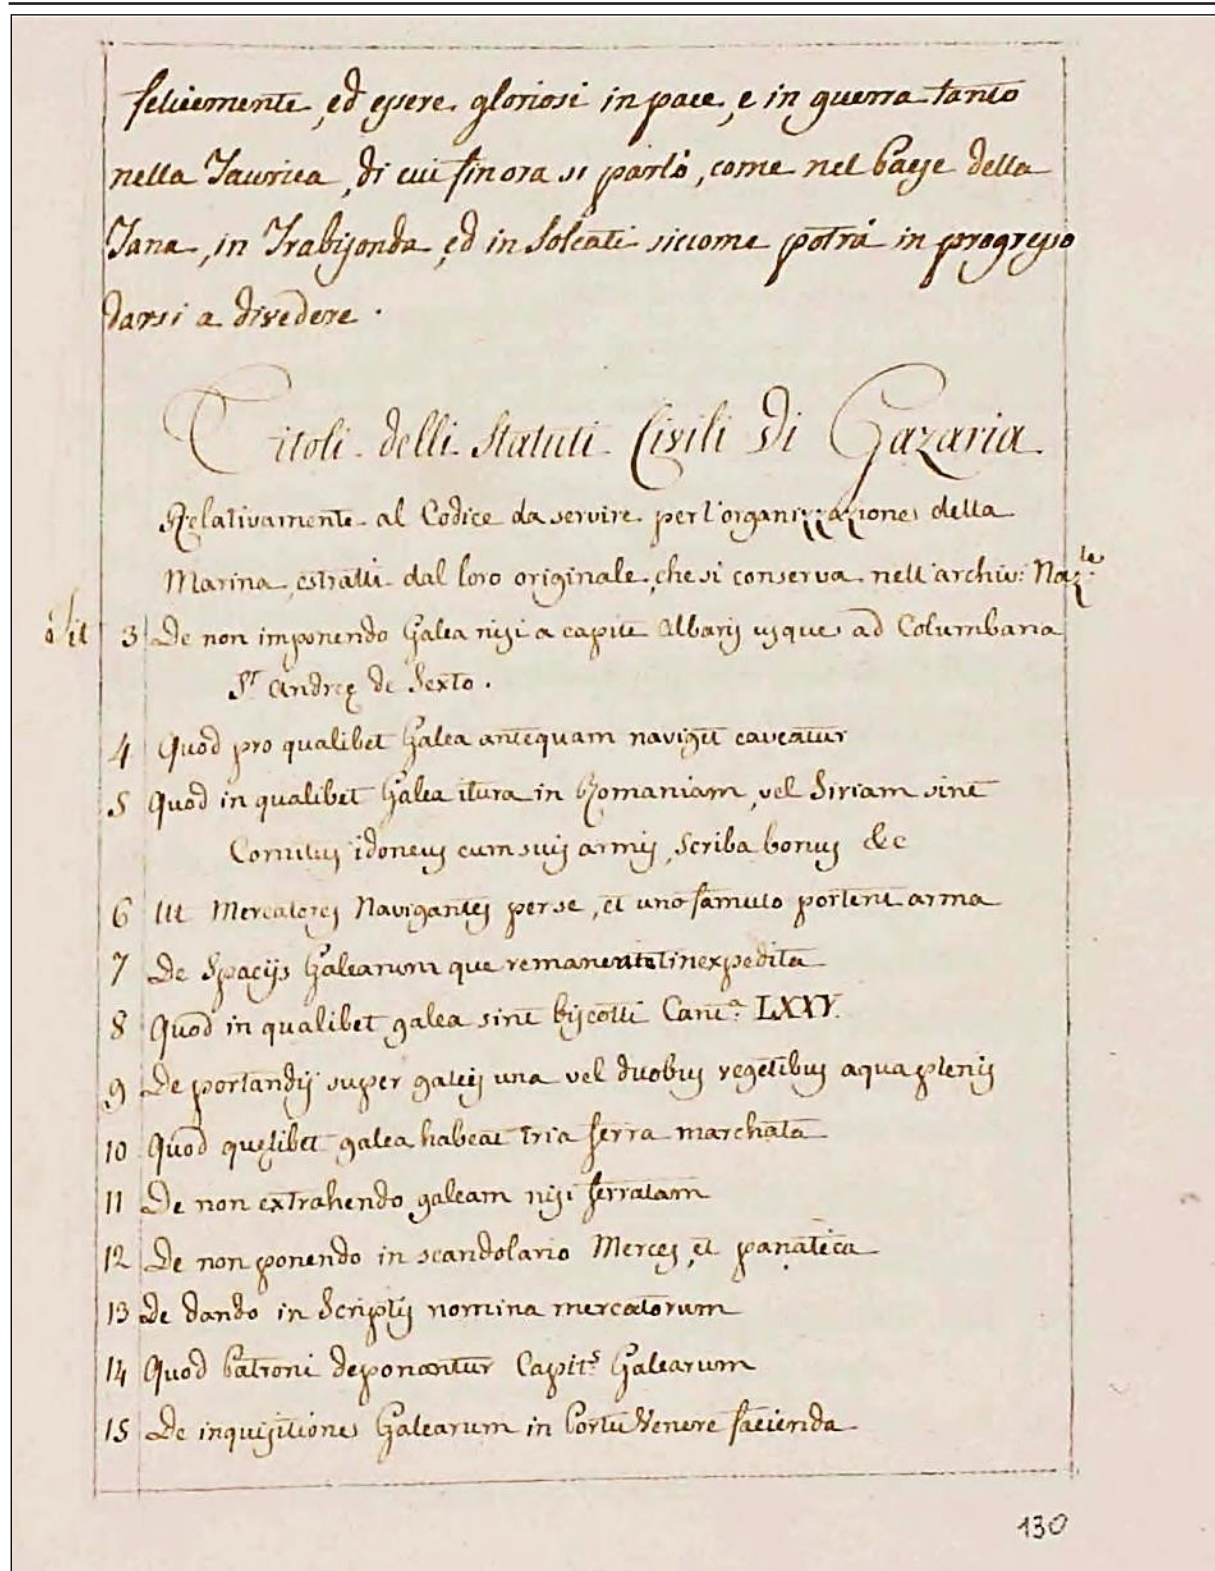 felicemente, ed essere gloriosi in pace, e in guerra tanto
nella Taurica, di cui finora si parlò, come nel Paese della
Tana, in Trabisonda, ed in Solcati siccome potrà in progresso
darsi a divedere.
Titoli delli Statuti Civili di Gazaria
Relativamente al Codice da servire per l'organizzazione della
Marina estratti dal loro originale, che si conserva nell'archiv: Naz.le
3 De non imponendo Galea nisi a capite Albaris usque ad Columbaria
S.t Andreę de Sexto.
4 Quod pro qualibet Galea antequam naviget caveatur
5 Quod in qualibet Galea itura in Romaniam, vel Siriam sint
Comitus idoneus cum suis armis, Scriba bonus &c
6 Ut Mercatores Navigantes per se, et uno famulo portent arma
7 De Spacijs Galearum que remanent inexpedita
8 Quod in qualibet galea sint biscotti Cant.a LXXV.
9 De portandis super galeis una vel duobus vegetibus aqua plenis
10 Quod quęlibet galea habeat tria ferra marchata
11 De non extrahendo galeam nisi ferratam
12 De non ponendo in scandolario Merces, et panatica
13 De dando in Scriptis nomina mercatorum
14 Quod Patroni deponantur Capit.s Galearum
15 De inquisitione Galearum in Portu Venere facienda
130